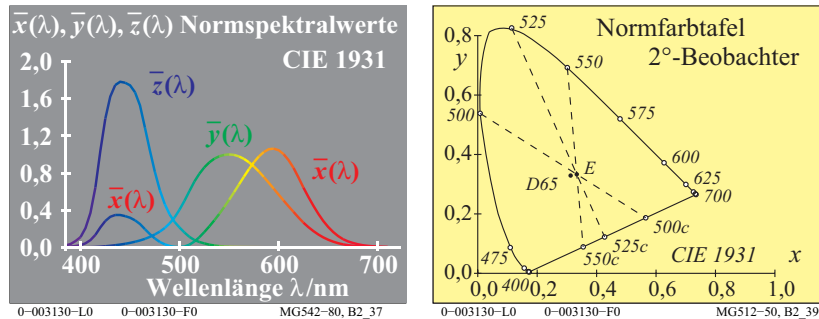 x̅(λ), y̅(λ), z̅(λ) Normspektralwerte
CIE 1931
2,0
1,6
1,2
0,8
0,4
0,0
z̅(λ)
y̅(λ)
x̅(λ)
x̅(λ)
400 500 600 700
Wellenlänge λ/nm
0-003130-L0 0-003130-F0 MG542-80, B2_37
Normfarbtafel
2°-Beobachter
y
0,8
0,6
0,4
0,2
0,0
525
550
500
575
600
625
700
E
D65
500c
525c
550c
475
400
CIE 1931
0,0 0,2 0,4 0,6 0,8
x
0-003130-L0 0-003130-F0 MG512-50, B2_39